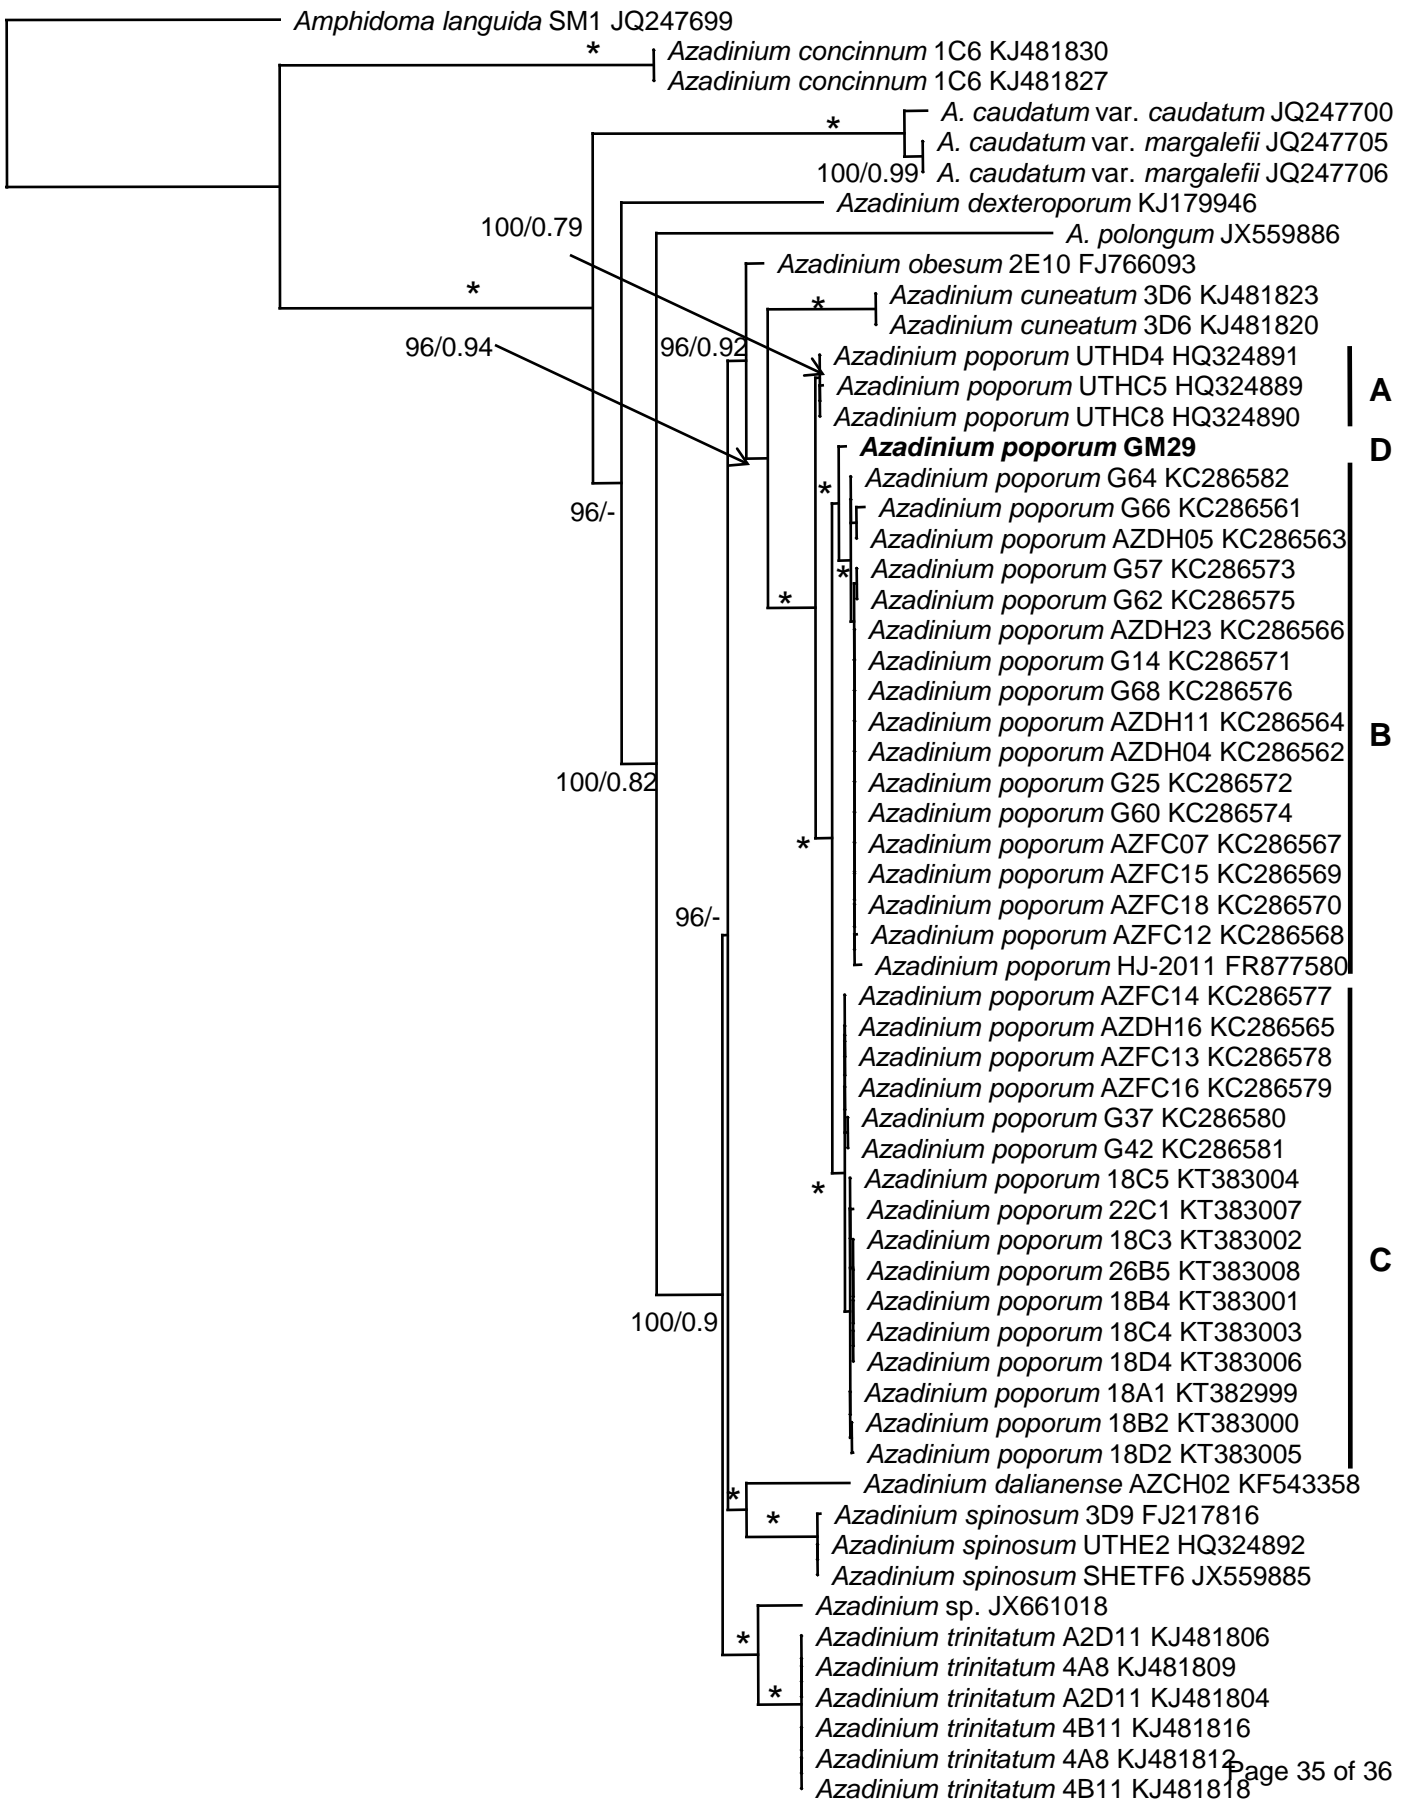 Amphidoma languida SM1 JQ247699
*
Azadinium concinnum 1C6 KJ481830
Azadinium concinnum 1C6 KJ481827
A. caudatum var. caudatum JQ247700
*
A. caudatum var. margalefii JQ247705
100/0.99 A. caudatum var. margalefii JQ247706
Azadinium dexteroporum KJ179946
100/0.79
A. polongum JX559886
Azadinium obesum 2E10 FJ766093
*
Azadinium cuneatum 3D6 KJ481823
*
Azadinium cuneatum 3D6 KJ481820
96/0.94
96/0.92
Azadinium poporum UTHD4 HQ324891
Azadinium poporum UTHC5 HQ324889
A
Azadinium poporum UTHC8 HQ324890
Azadinium poporum GM29
D
Azadinium poporum G64 KC286582
*
Azadinium poporum G66 KC286561
96/-
Azadinium poporum AZDH05 KC286563
Azadinium poporum G57 KC286573
*
Azadinium poporum G62 KC286575
*
Azadinium poporum AZDH23 KC286566
Azadinium poporum G14 KC286571
Azadinium poporum G68 KC286576
Azadinium poporum AZDH11 KC286564
B
Azadinium poporum AZDH04 KC286562
100/0.82
Azadinium poporum G25 KC286572
Azadinium poporum G60 KC286574
*
Azadinium poporum AZFC07 KC286567
Azadinium poporum AZFC15 KC286569
Azadinium poporum AZFC18 KC286570
96/-
Azadinium poporum AZFC12 KC286568
Azadinium poporum HJ-2011 FR877580
Azadinium poporum AZFC14 KC286577
Azadinium poporum AZDH16 KC286565
Azadinium poporum AZFC13 KC286578
Azadinium poporum AZFC16 KC286579
Azadinium poporum G37 KC286580
Azadinium poporum G42 KC286581
Azadinium poporum 18C5 KT383004
*
Azadinium poporum 22C1 KT383007
Azadinium poporum 18C3 KT383002
C
Azadinium poporum 26B5 KT383008
Azadinium poporum 18B4 KT383001
100/0.9
Azadinium poporum 18C4 KT383003
Azadinium poporum 18D4 KT383006
Azadinium poporum 18A1 KT382999
Azadinium poporum 18B2 KT383000
Azadinium poporum 18D2 KT383005
Azadinium dalianense AZCH02 KF543358
*
Azadinium spinosum 3D9 FJ217816
*
Azadinium spinosum UTHE2 HQ324892
Azadinium spinosum SHETF6 JX559885
Azadinium sp. JX661018
*
Azadinium trinitatum A2D11 KJ481806
Azadinium trinitatum 4A8 KJ481809
*
Azadinium trinitatum A2D11 KJ481804
Azadinium trinitatum 4B11 KJ481816
Azadinium trinitatum 4A8 KJ481812
Page 35 of 36
Azadinium trinitatum 4B11 KJ481818